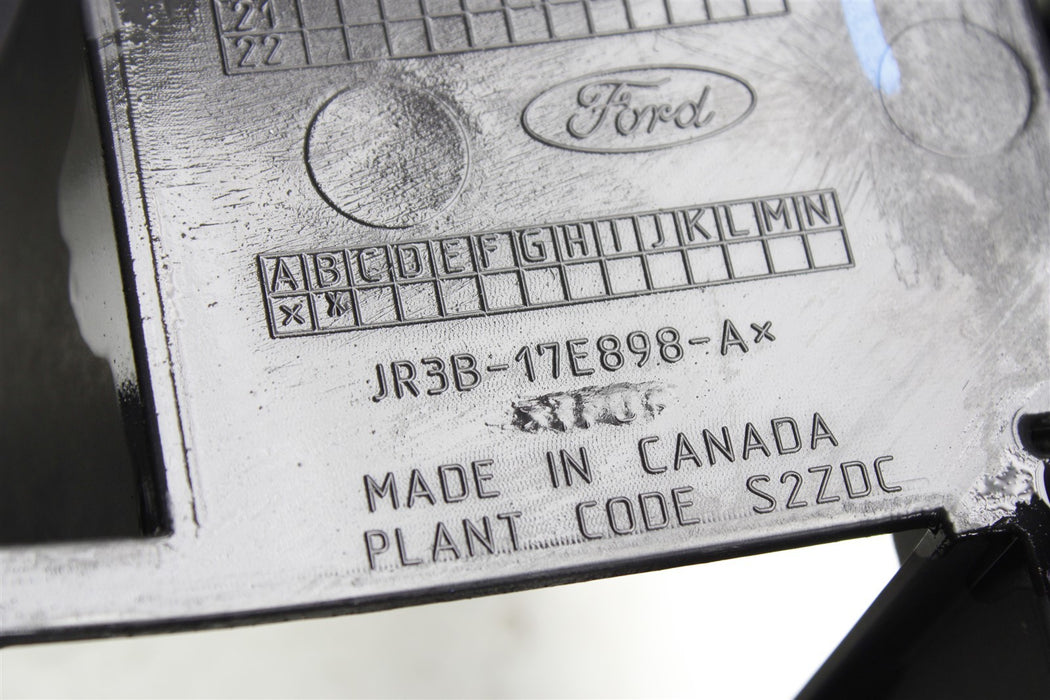 21
22
Ford
A B C D E F G H I J K L M N
x x
JR3B-17E898-Ax
MADE IN CANADA
PLANT CODE S2ZDC